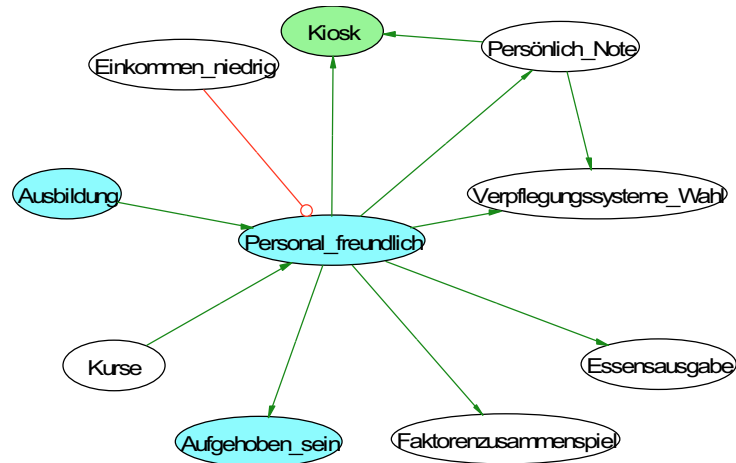 Kiosk
Persönlich_Note
Einkommen_niedrig
Ausbildung
Verpflegungssysteme_Wahl
Personal_freundlich
Kurse
Essensausgabe
Aufgehoben_sein
Faktorenzusammenspiel